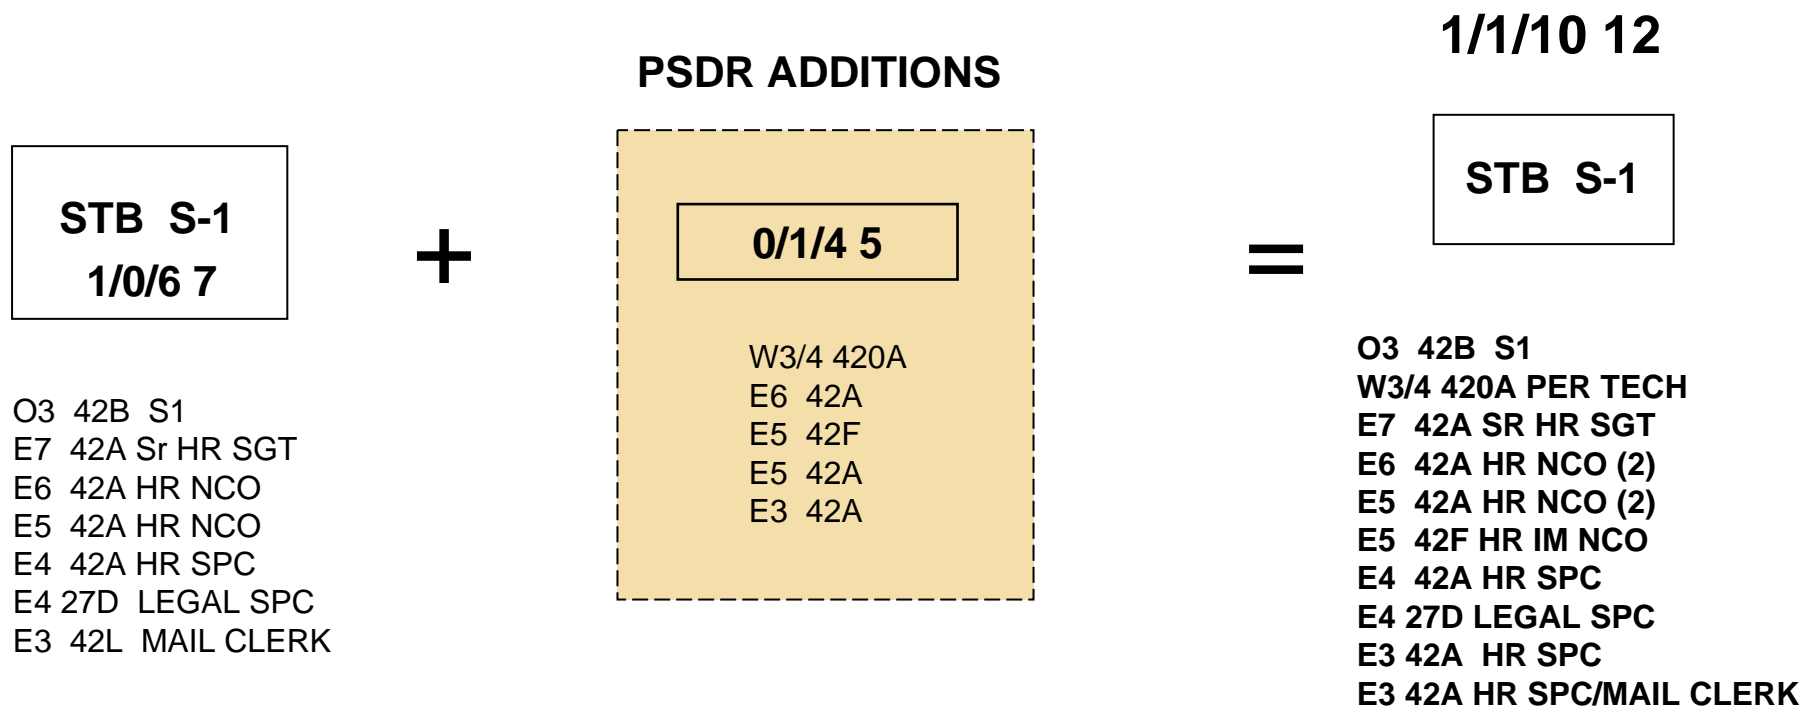 1/1/10 12
PSDR ADDITIONS
STB S-1
1/0/6 7
+
0/1/4 5
=
STB S-1
O3 42B S1
E7 42A Sr HR SGT
E6 42A HR NCO
E5 42A HR NCO
E4 42A HR SPC
E4 27D LEGAL SPC
E3 42L MAIL CLERK
W3/4 420A
E6 42A
E5 42F
E5 42A
E3 42A
O3 42B S1
W3/4 420A PER TECH
E7 42A SR HR SGT
E6 42A HR NCO (2)
E5 42A HR NCO (2)
E5 42F HR IM NCO
E4 42A HR SPC
E4 27D LEGAL SPC
E3 42A HR SPC
E3 42A HR SPC/MAIL CLERK